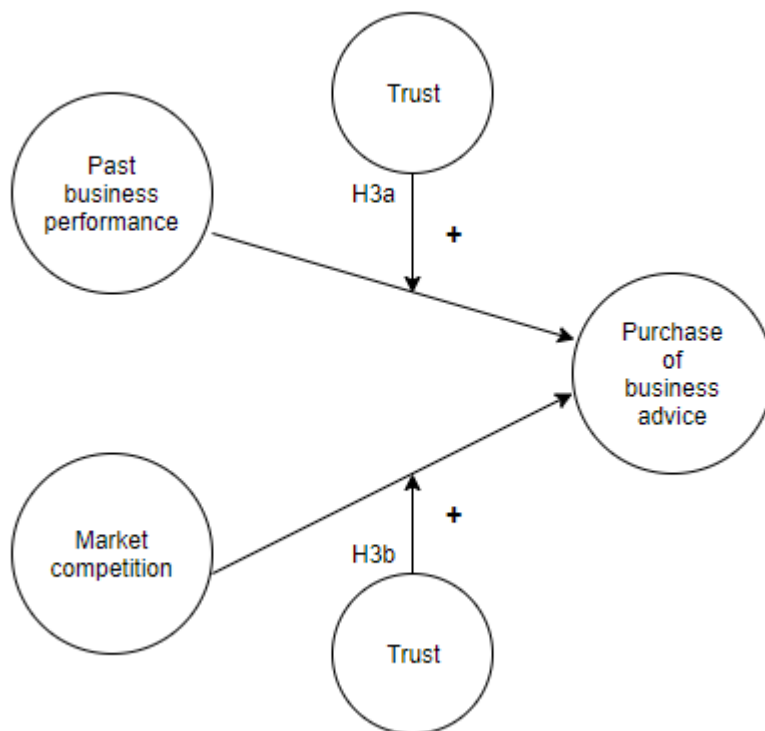 Trust
Past
business
performance
H3a
+
Purchase
of
business
advice
Market
competition
+
H3b
Trust